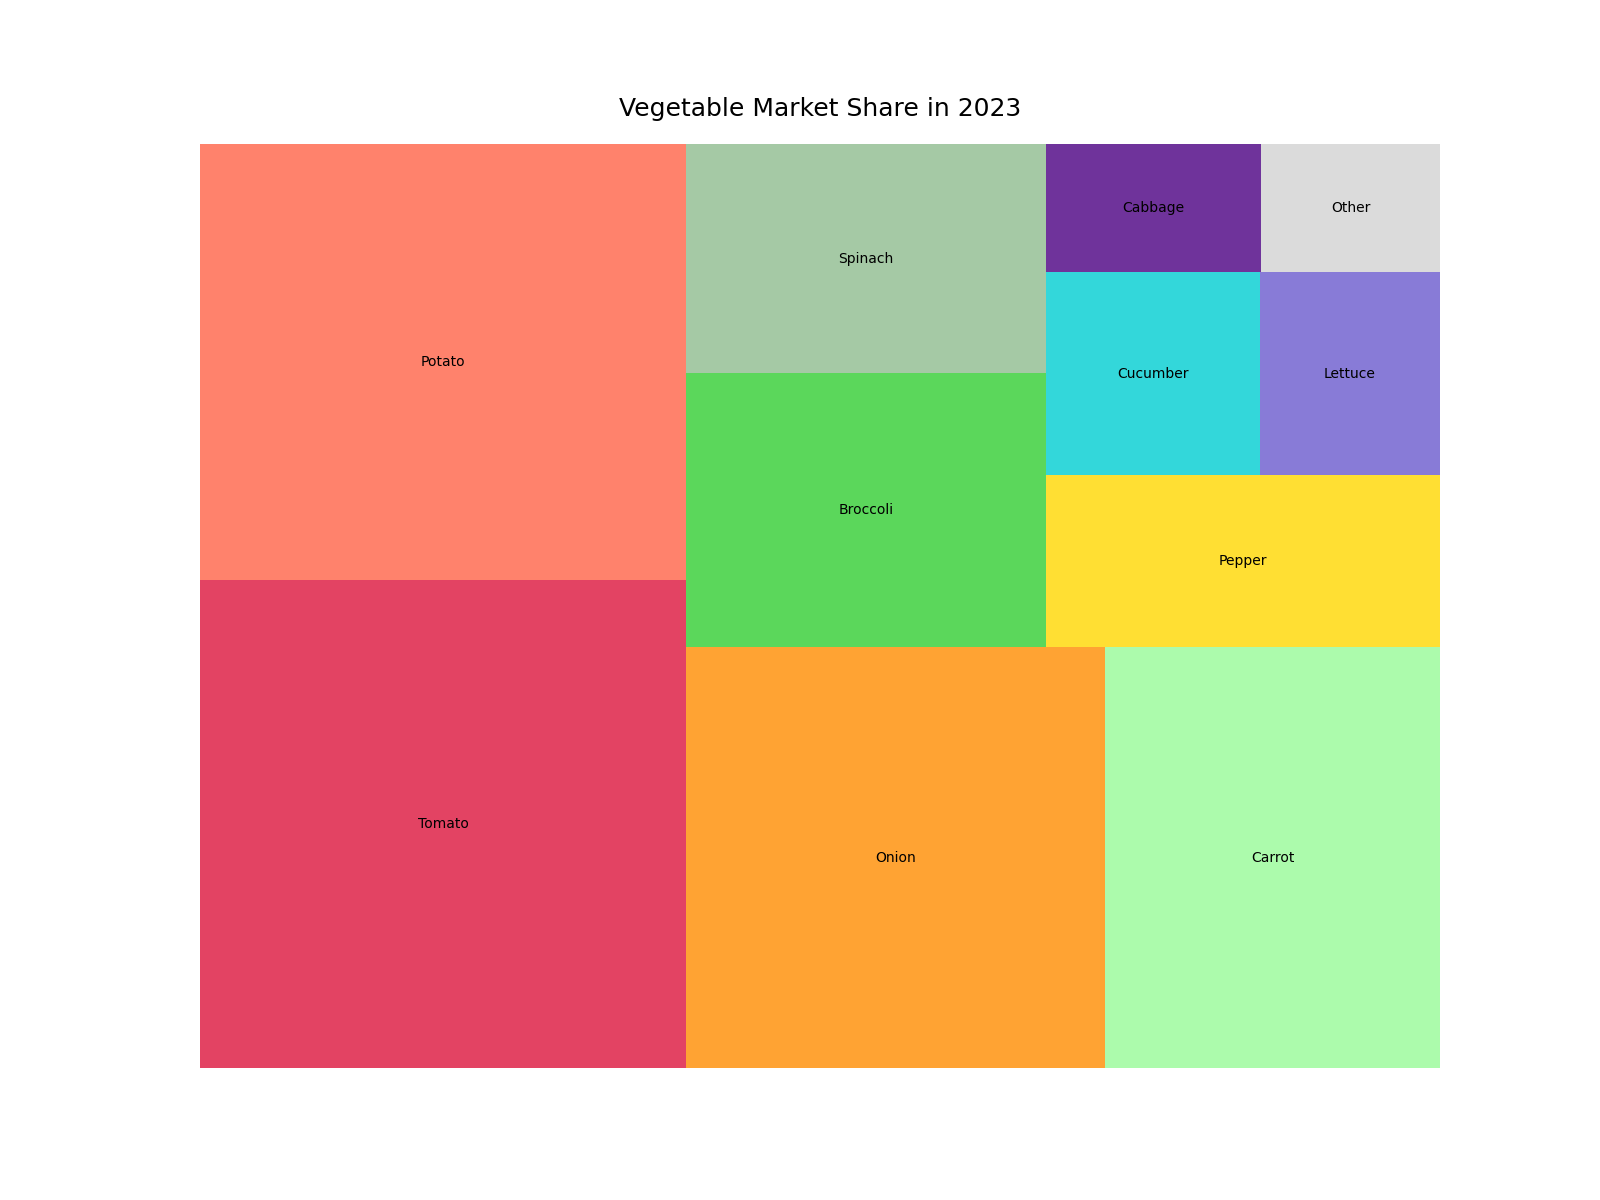 Vegetable Market Share in 2023
Cabbage
Other
Spinach
Potato
Cucumber
Lettuce
Broccoli
Pepper
Tomato
Onion
Carrot